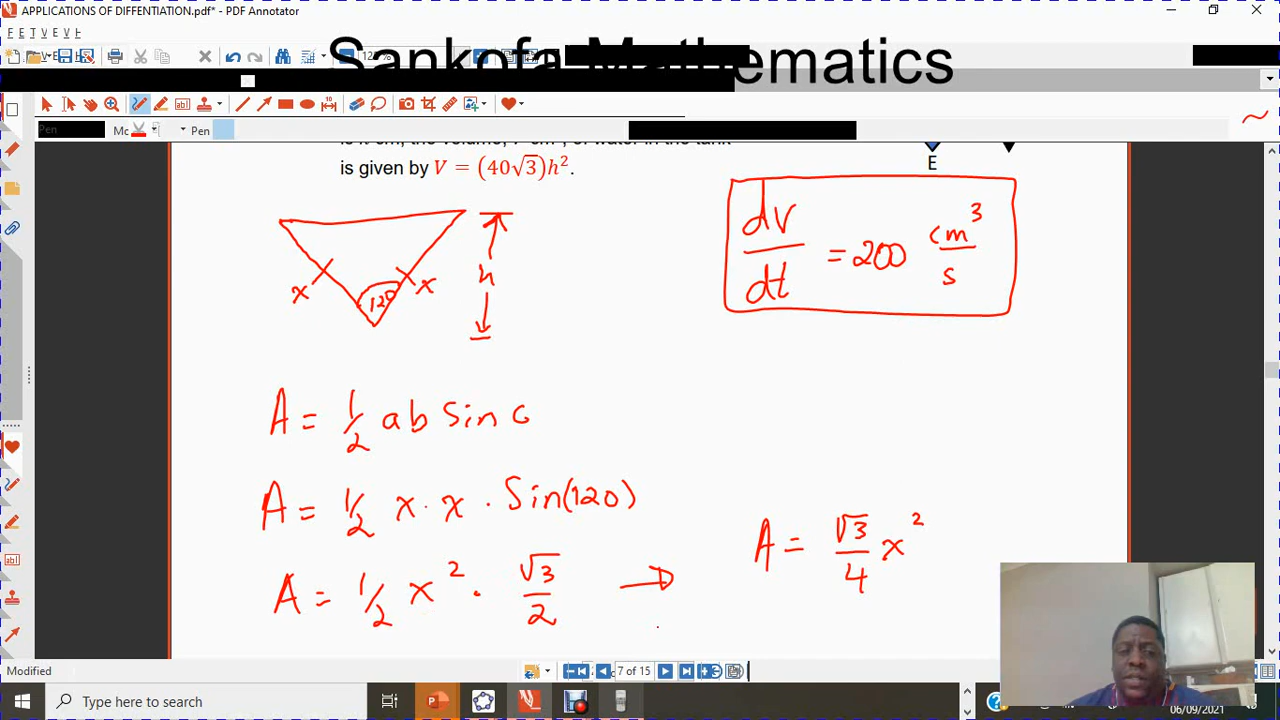 APPLICATIONS OF DIFFENTIATION.pdf* - PDF Annotator
F E T V E V H
Sankofa Mathematics
Pen
Pen
is given by V = (40√3)h².
E
dv/dt = 200 cm³/s
x
120
x
h
A = 1/2 ab Sin c
A = 1/2 x · x · Sin(120)
A = 1/2 x² · √3/2 →
A = √3/4 x²
Modified
7 of 15
Type here to search
06/09/2021